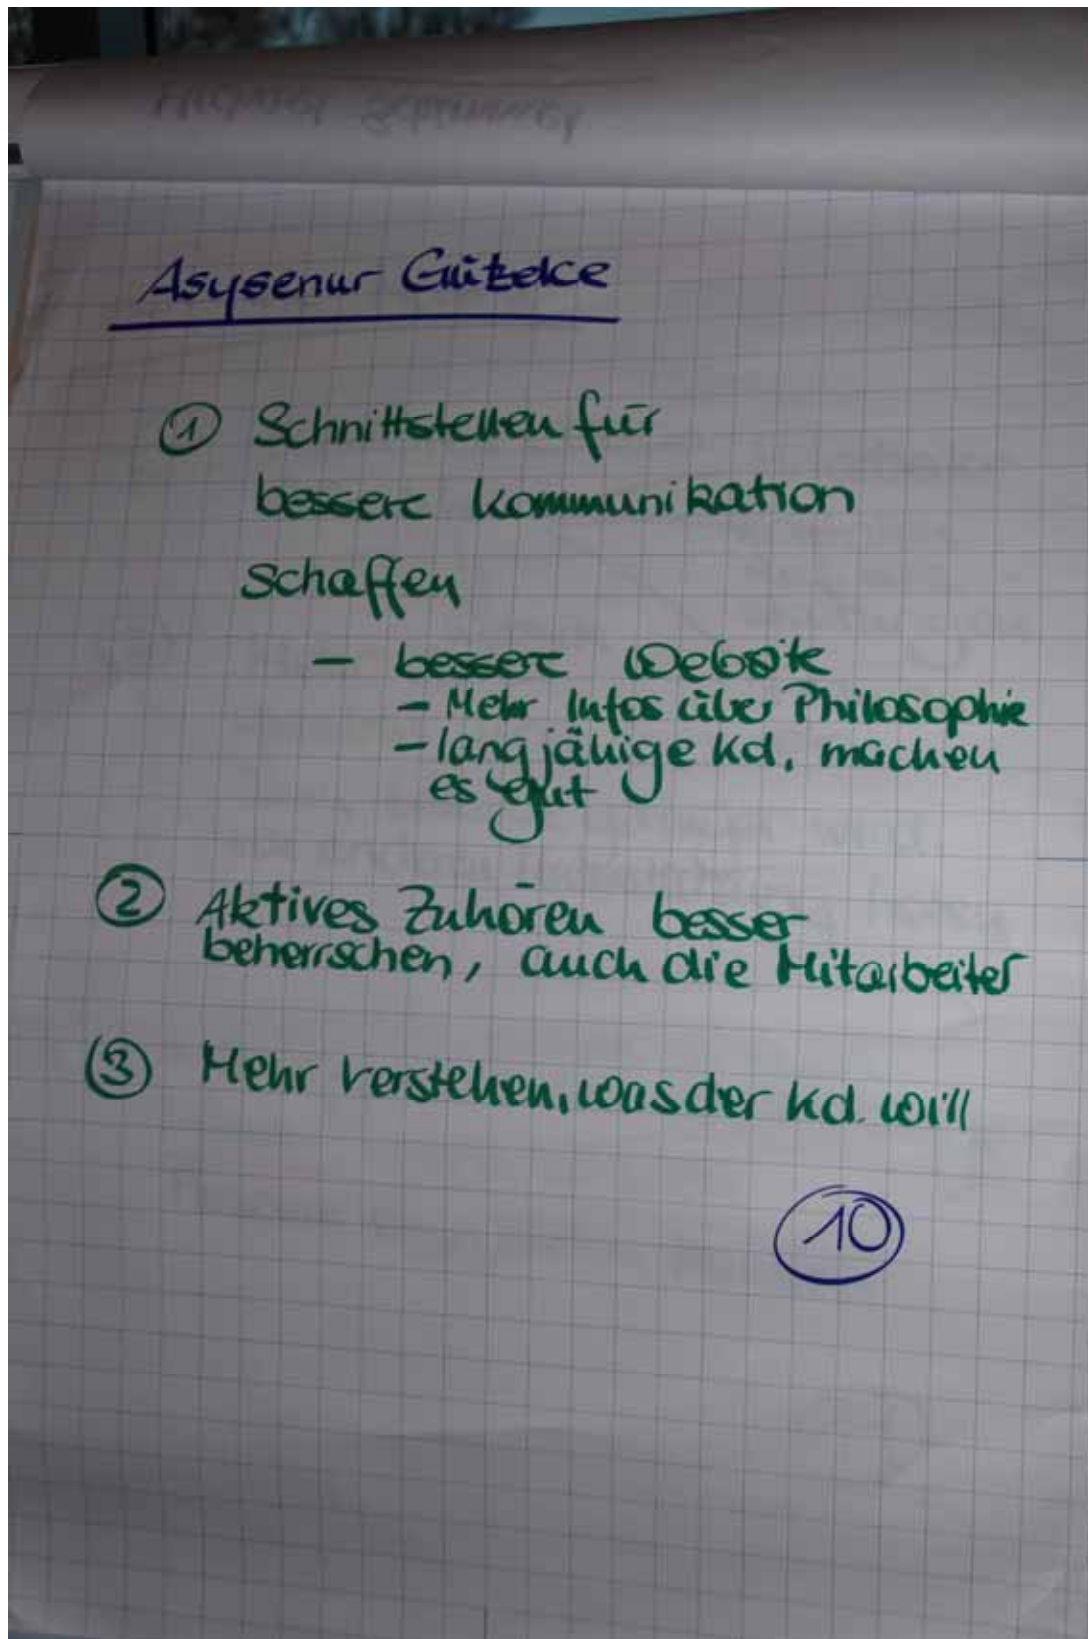 Asysenur
① Schnittstellen für
bessere Kommunikation
schaffen
- bessere Website
- Mehr Infos über Philosophie
- langjährige Kd. machen
es gut
② Aktives Zuhören besser
beherrschen, auch die Mitarbeiter
③ Mehr verstehen, was der Kd. will
10